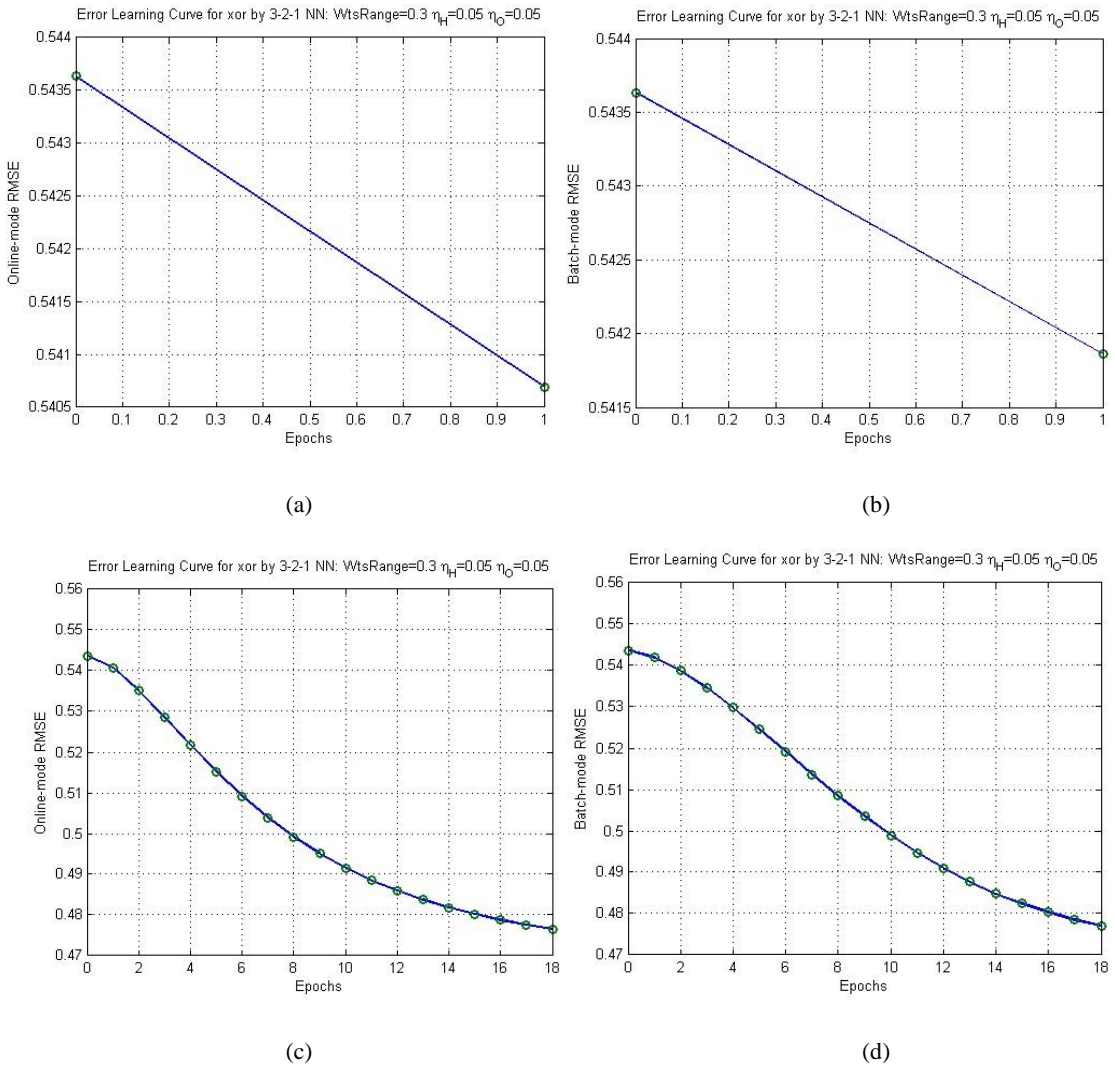 Error Learning Curve for xor by 3-2-1 NN: WtsRange=0.3 ηH=0.05 ηO=0.05
0.544
0.5435
0.543
0.5425
0.542
0.5415
0.541
0.5405
Online-mode RMSE
0 0.1 0.2 0.3 0.4 0.5 0.6 0.7 0.8 0.9 1
Epochs
(a)
Error Learning Curve for xor by 3-2-1 NN: WtsRange=0.3 ηH=0.05 ηO=0.05
0.544
0.5435
0.543
0.5425
0.542
0.5415
Batch-mode RMSE
0 0.1 0.2 0.3 0.4 0.5 0.6 0.7 0.8 0.9 1
Epochs
(b)
Error Learning Curve for xor by 3-2-1 NN: WtsRange=0.3 ηH=0.05 ηO=0.05
0.56
0.55
0.54
0.53
0.52
0.51
0.5
0.49
0.48
0.47
Online-mode RMSE
0 2 4 6 8 10 12 14 16 18
Epochs
(c)
Error Learning Curve for xor by 3-2-1 NN: WtsRange=0.3 ηH=0.05 ηO=0.05
0.56
0.55
0.54
0.53
0.52
0.51
0.5
0.49
0.48
0.47
Batch-mode RMSE
0 2 4 6 8 10 12 14 16 18
Epochs
(d)